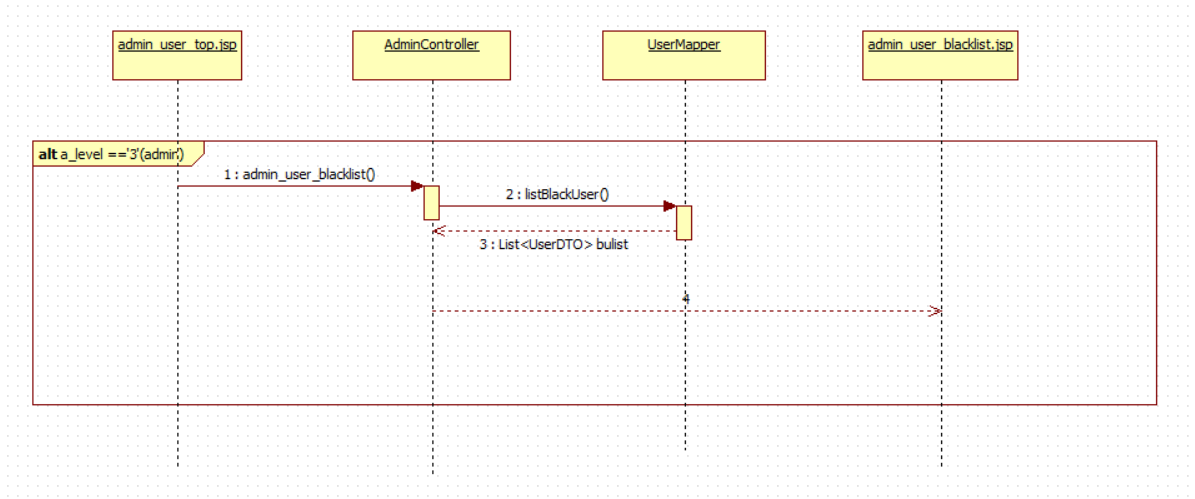 admin_user_top.jsp
AdminController
UserMapper
admin_user_blacklist.jsp
alt a_level =='3'(admin')
1 : admin_user_blacklist()
2 : listBlackUser()
3 : List<UserDTO> bulist
4